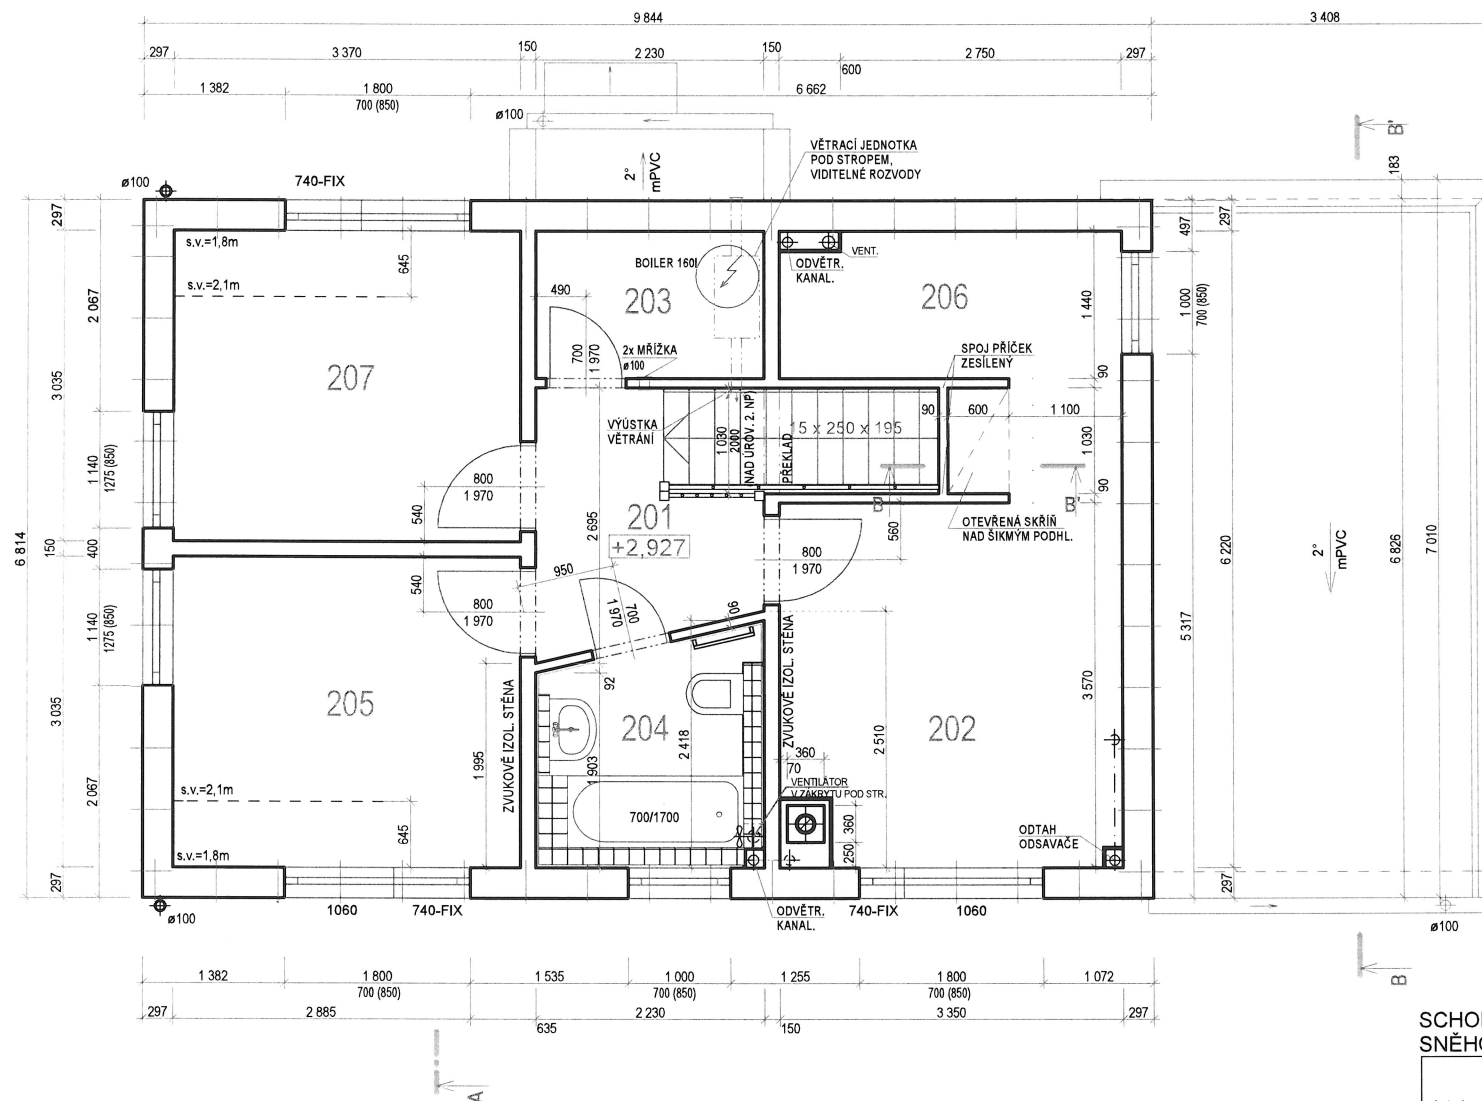 9 844
3 408
297
3 370
150
2 230
150
600
2 750
297
1 382
1 800
700 (850)
6 662
ø100
B'
VĚTRACÍ JEDNOTKA
POD STROPEM,
VIDITELNÉ ROZVODY
2°
mPVC
183
ø100
740-FIX
297
s.v.=1,8m
645
s.v.=2,1m
2 067
BOILER 160l
203
490
ODVĚTR.
KANAL.
VENT.
206
497
297
1 440
1 000
700 (850)
207
3 035
700
1 970
2x MŘÍŽKA
ø100
SPOJ PŘÍČEK
ZESÍLENÝ
90
VÝÚSTKA
VĚTRÁNÍ
1 030
2000
NAD ÚROV. 2. NP)
PŘEKLAD
15 x 250 x 195
90
600
1 100
1 030
90
1 140
1275 (850)
800
1 970
540
201
+2,927
2 695
B
B'
560
OTEVŘENÁ SKŘÍŇ
NAD ŠIKMÝM PODHL.
6 814
150
400
950
800
1 970
540
800
1 970
700
1 970
90
2°
mPVC
6 220
6 826
7 010
5 317
1 140
1275 (850)
92
ZVUKOVĚ IZOL. STĚNA
ZVUKOVĚ IZOL. STĚNA
205
3 035
204
202
1 995
1 903
2 418
2 510
3 570
360
70
VENTILÁTOR
V ZÁKRYTU POD STR.
s.v.=2,1m
2 067
645
s.v.=1,8m
700/1700
360
250
ODTAH
ODSAVAČE
297
297
ø100
1060
740-FIX
ODVĚTR.
KANAL.
740-FIX
1060
ø100
1 382
1 800
700 (850)
1 535
1 000
700 (850)
1 255
1 800
700 (850)
1 072
B
297
2 885
635
2 230
150
3 350
297
A